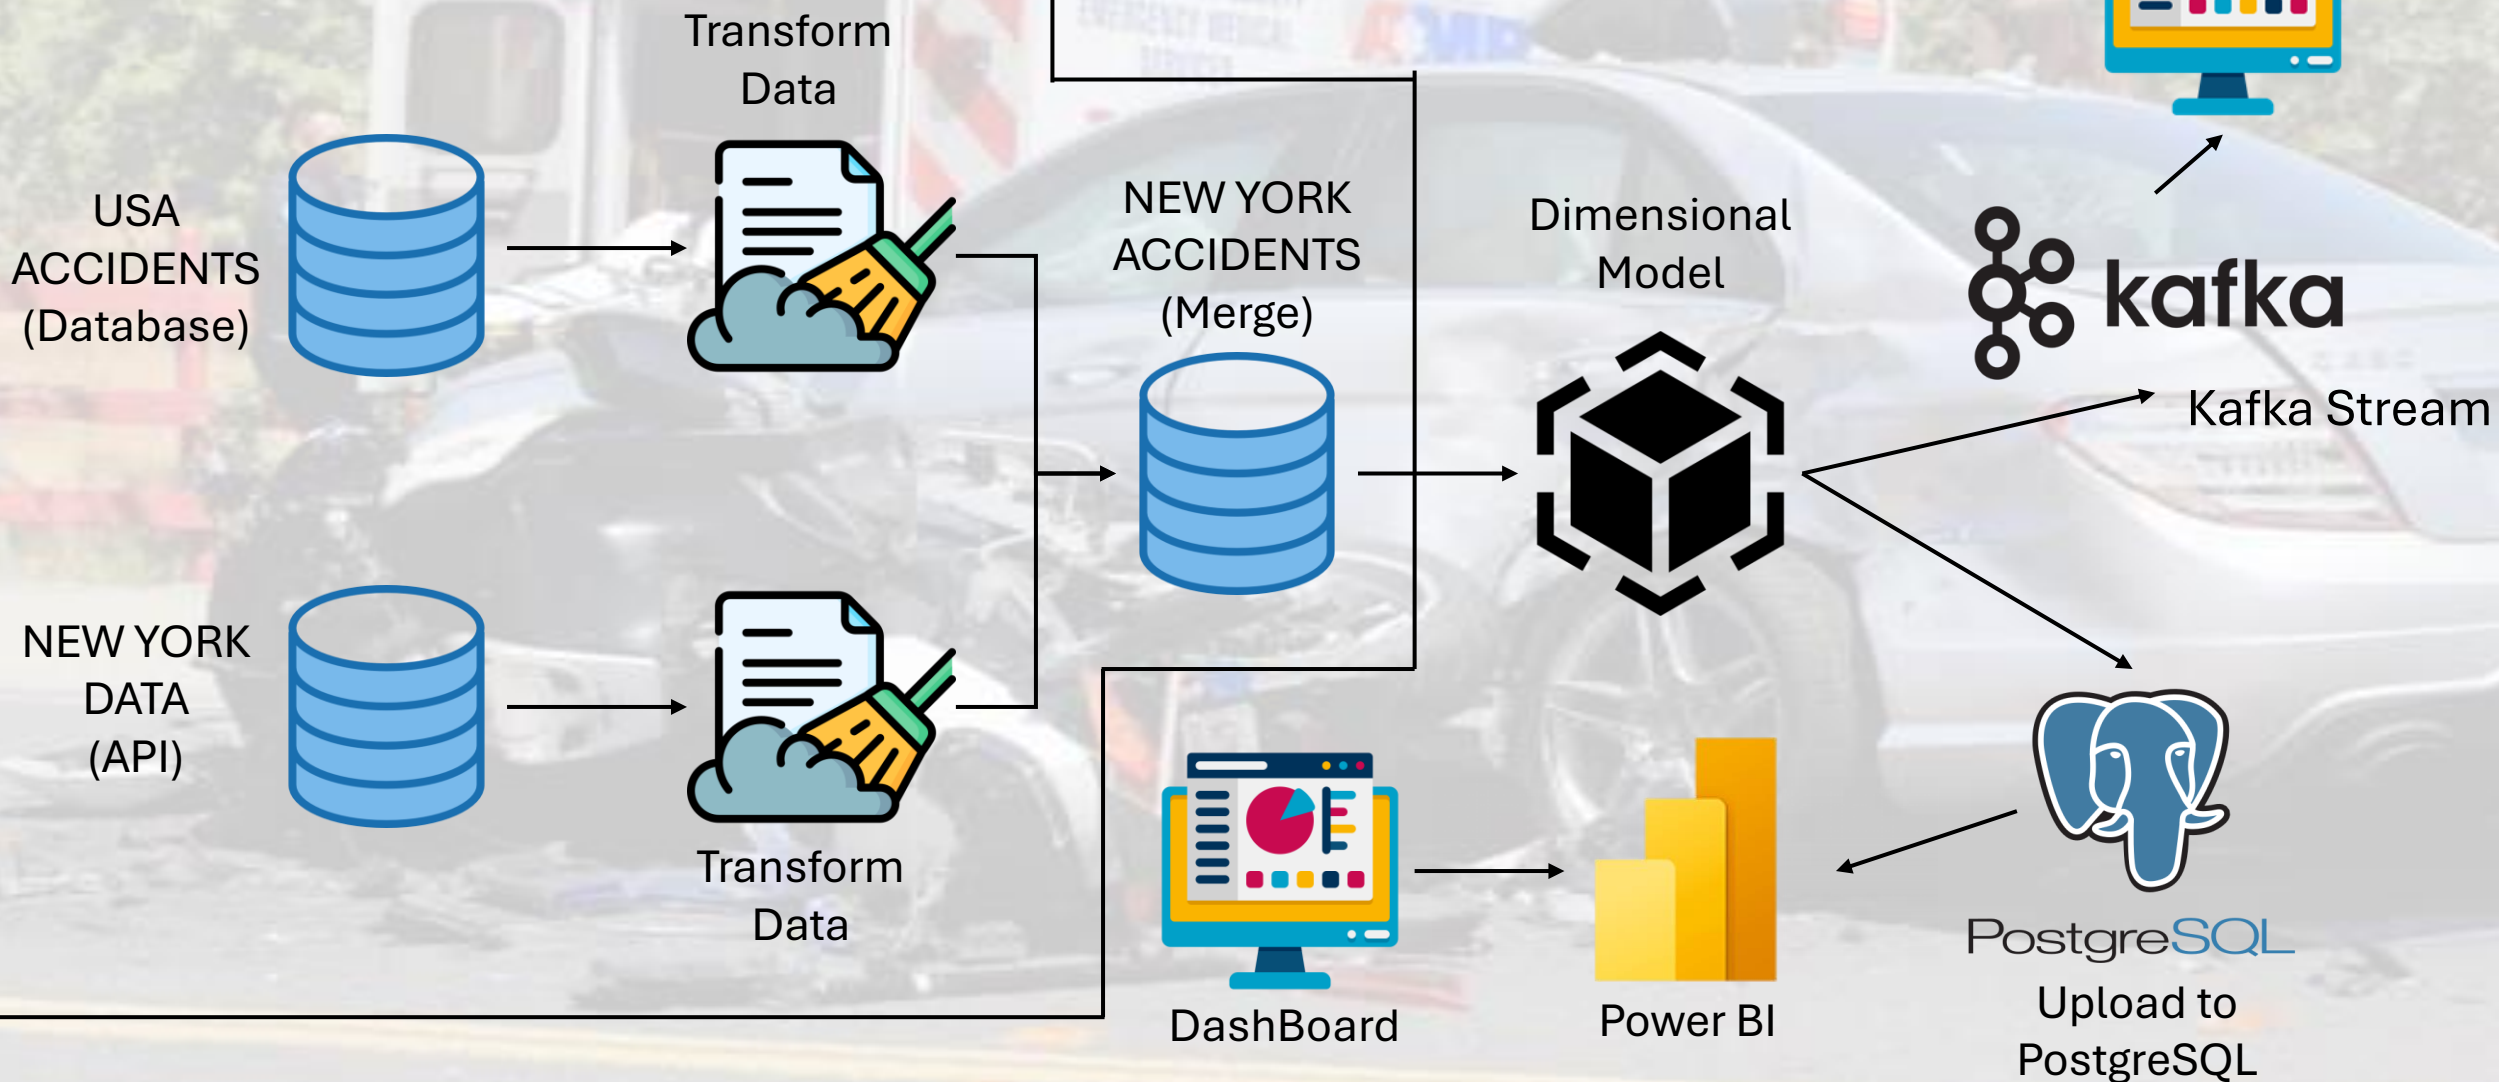 Transform
Data
USA
ACCIDENTS
(Database)
NEW YORK
ACCIDENTS
(Merge)
Dimensional
Model
kafka
Kafka Stream
NEW YORK
DATA
(API)
Transform
Data
DashBoard
Power BI
PostgreSQL
Upload to
PostgreSQL